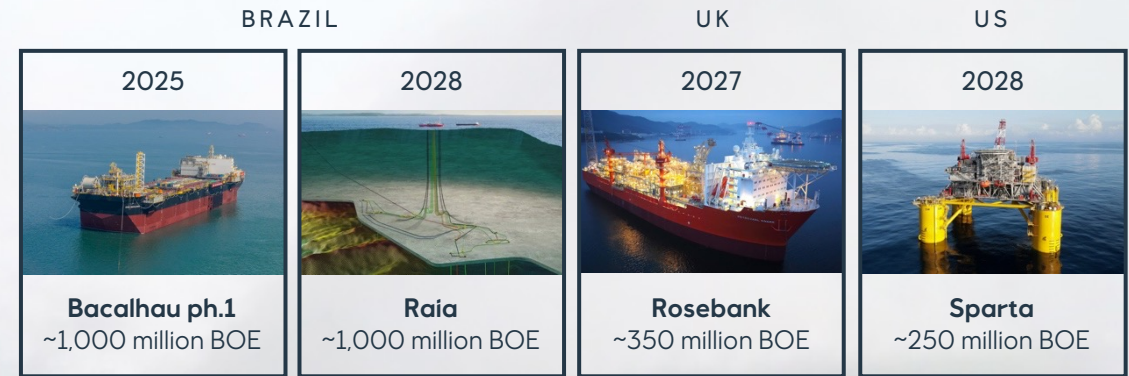 BRAZIL
UK
US
2025
2028
2027
2028
Bacalhau ph.1
~1,000 million BOE
Raia
~1,000 million BOE
Rosebank
~350 million BOE
Sparta
~250 million BOE